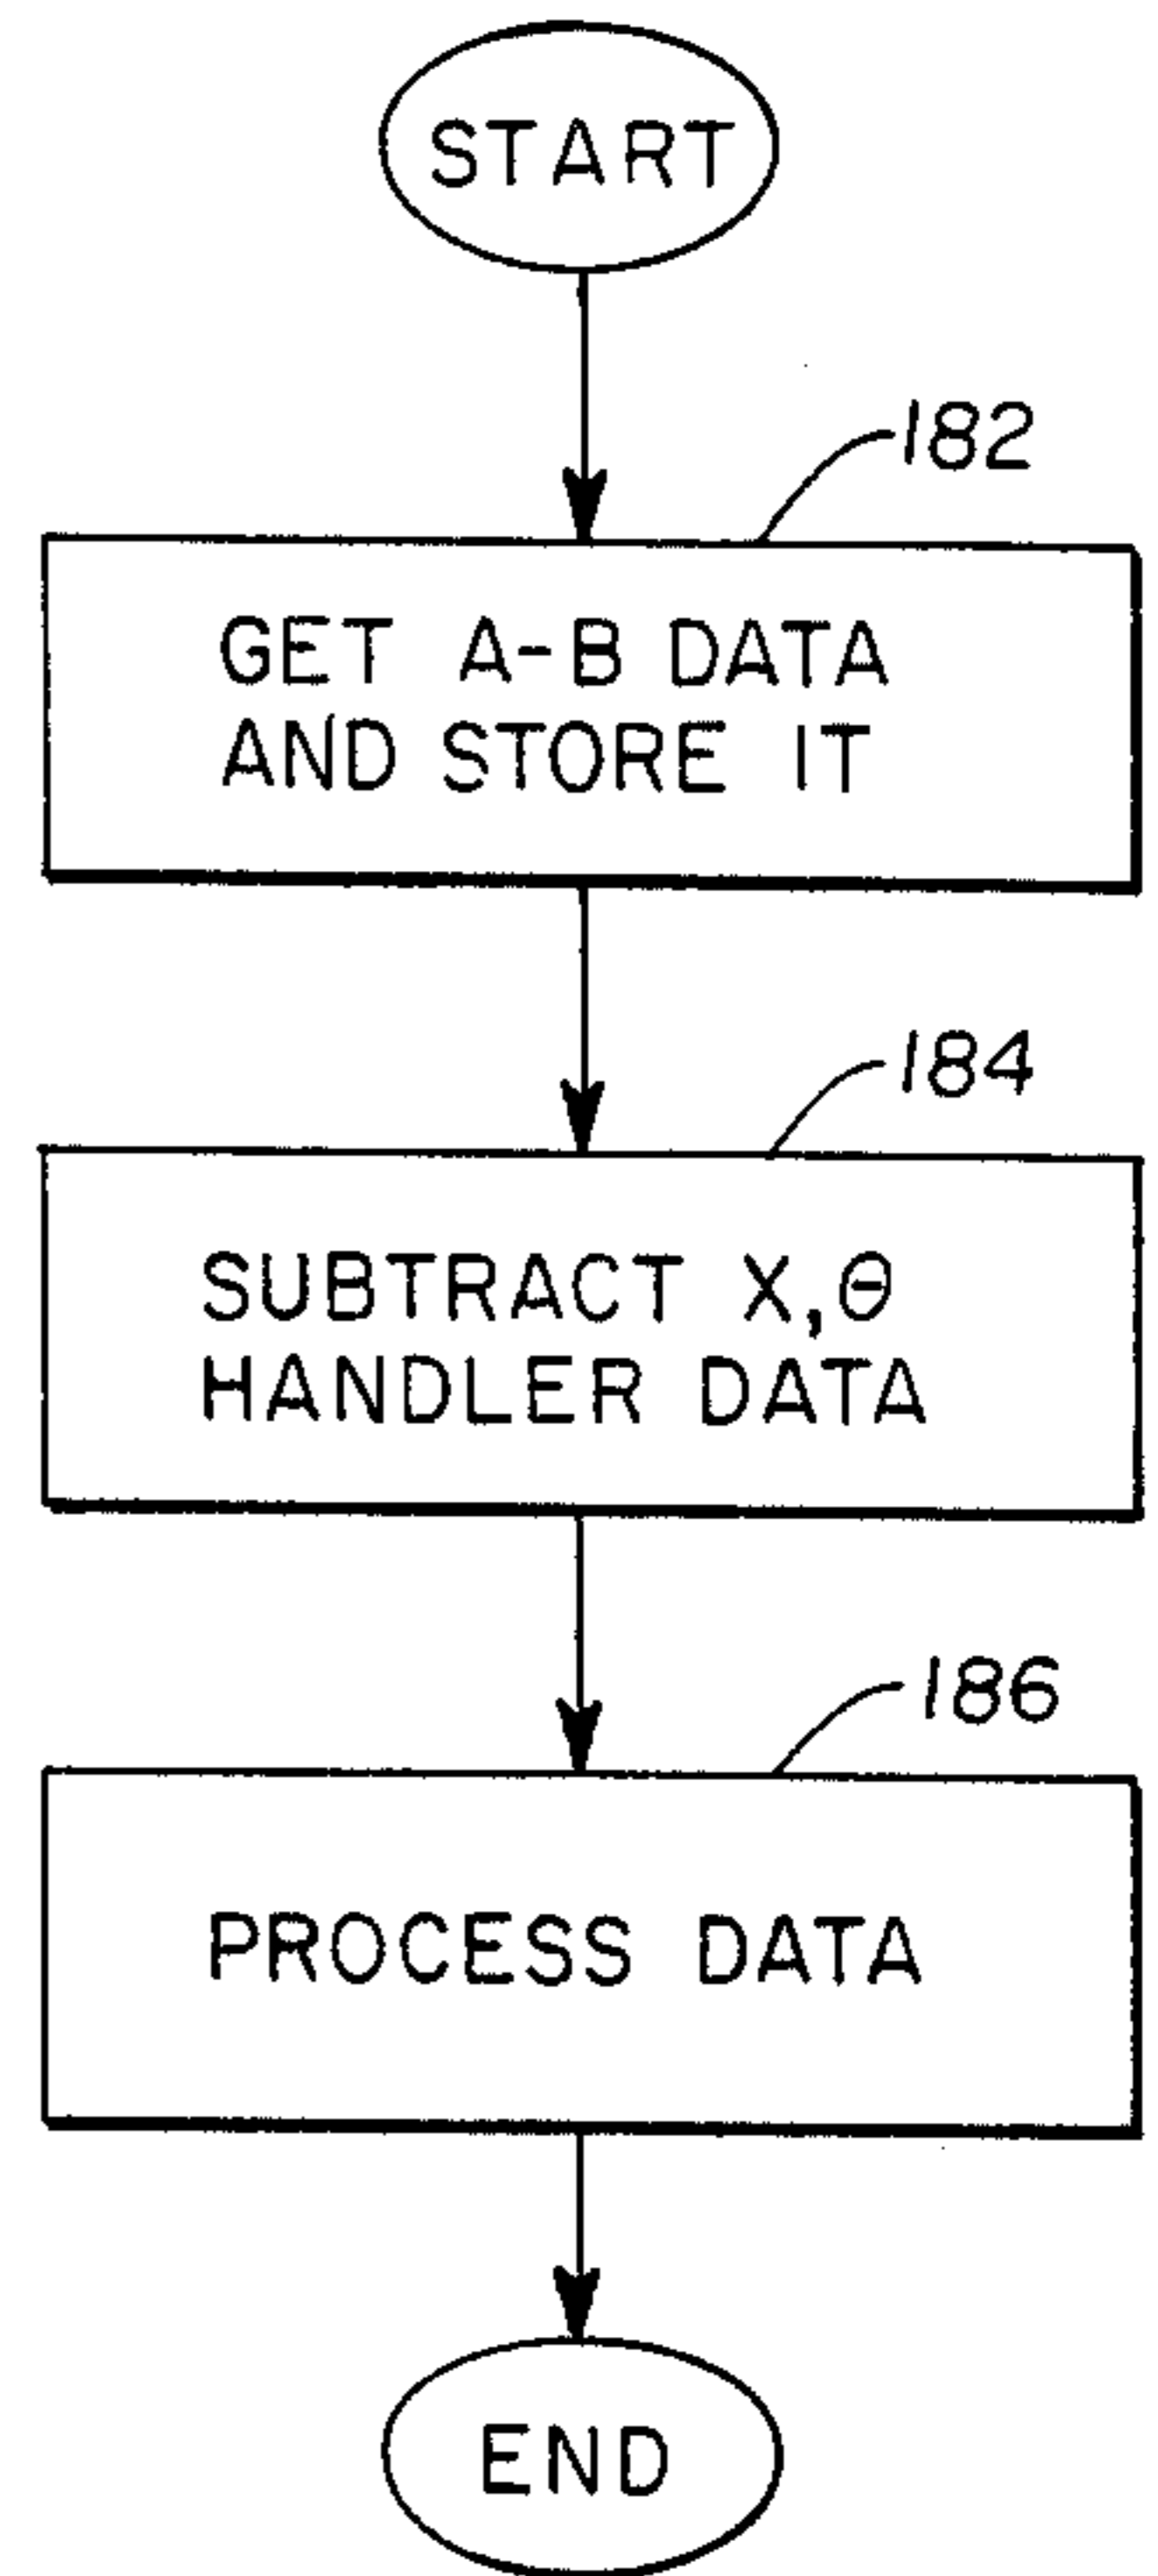 START
182
GET A-B DATA
AND STORE IT
184
SUBTRACT X,θ
HANDLER DATA
186
PROCESS DATA
END